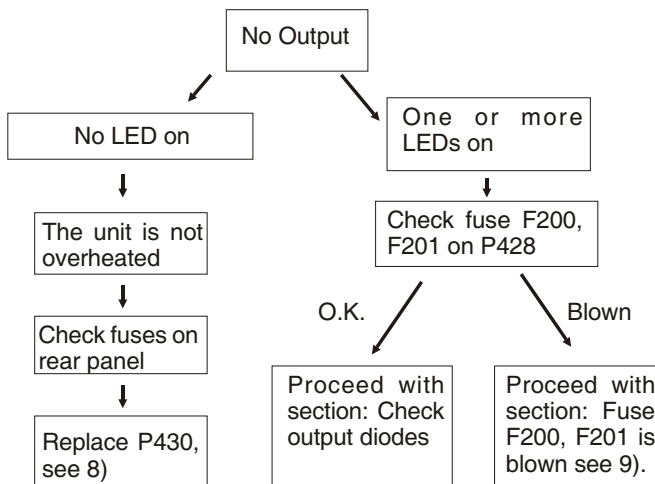 No Output
No LED on
One or more
LEDs on
The unit is not
overheated
Check fuse F200,
F201 on P428
O.K.
Blown
Check fuses on
rear panel
Proceed with
section: Check
output diodes
Proceed with
section: Fuse
F200, F201 is
blown see 9).
Replace P430,
see 8)